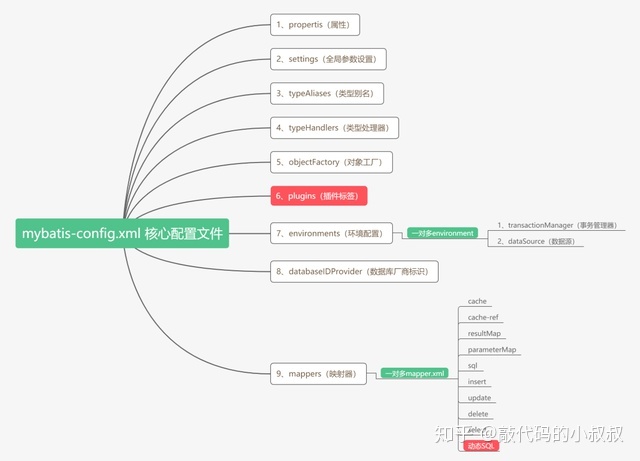 mybatis-config.xml 核心配置文件
1、propertis（属性）
2、settings（全局参数设置）
3、typeAliases（类型别名）
4、typeHandlers（类型处理器）
5、objectFactory（对象工厂）
6、plugins（插件标签）
7、environments（环境配置）
一对多environment
1、transactionManager（事务管理器）
2、dataSource（数据源）
8、databaseIDProvider（数据库厂商标识）
9、mappers（映射器）
一对多mapper.xml
cache
cache-ref
resultMap
parameterMap
sql
insert
update
delete
select
动态SQL
知乎 @敲代码的小叔叔